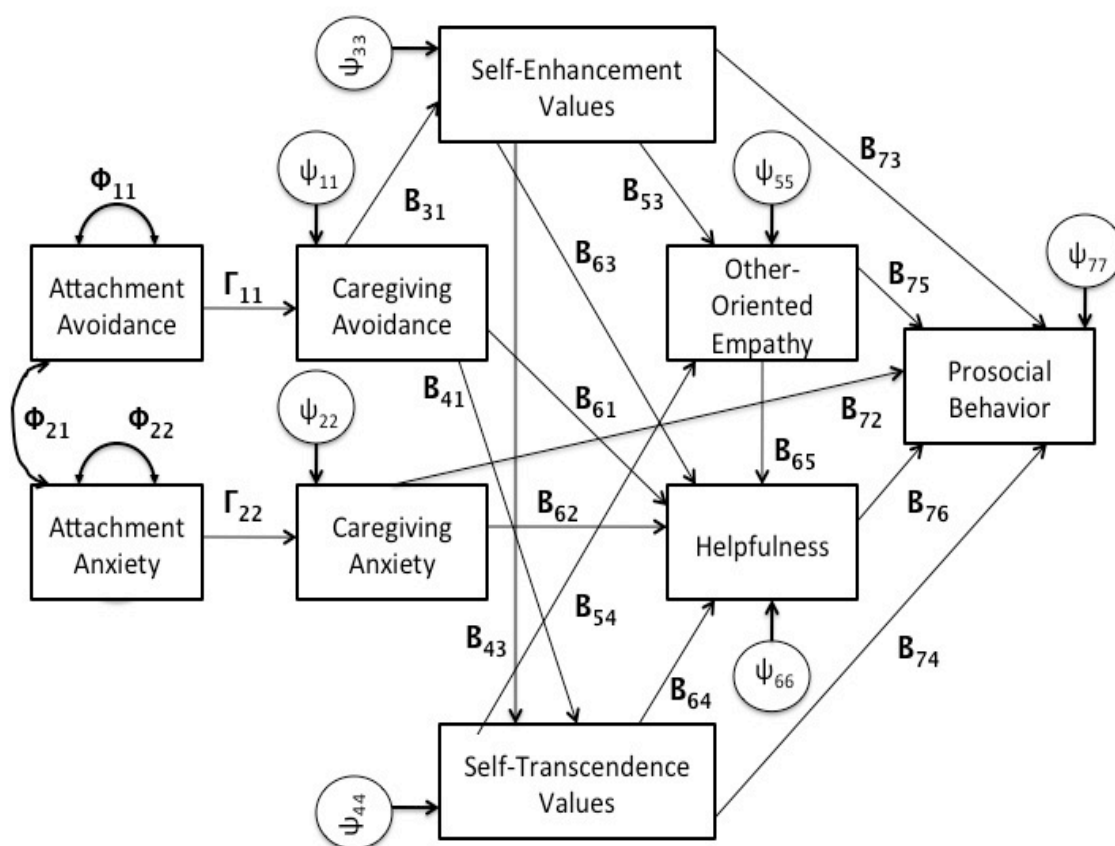 ψ33
Self-Enhancement
Values
ψ11
Φ11
B31
B53
ψ55
B73
B63
Attachment
Avoidance
Γ11
Caregiving
Avoidance
Other-
Oriented
Empathy
B75
ψ77
Φ21
Φ22
ψ22
B41
B61
B72
Prosocial
Behavior
B65
Attachment
Anxiety
Γ22
Caregiving
Anxiety
B62
Helpfulness
B76
B43
B54
B64
ψ66
B74
Self-Transcendence
Values
ψ44